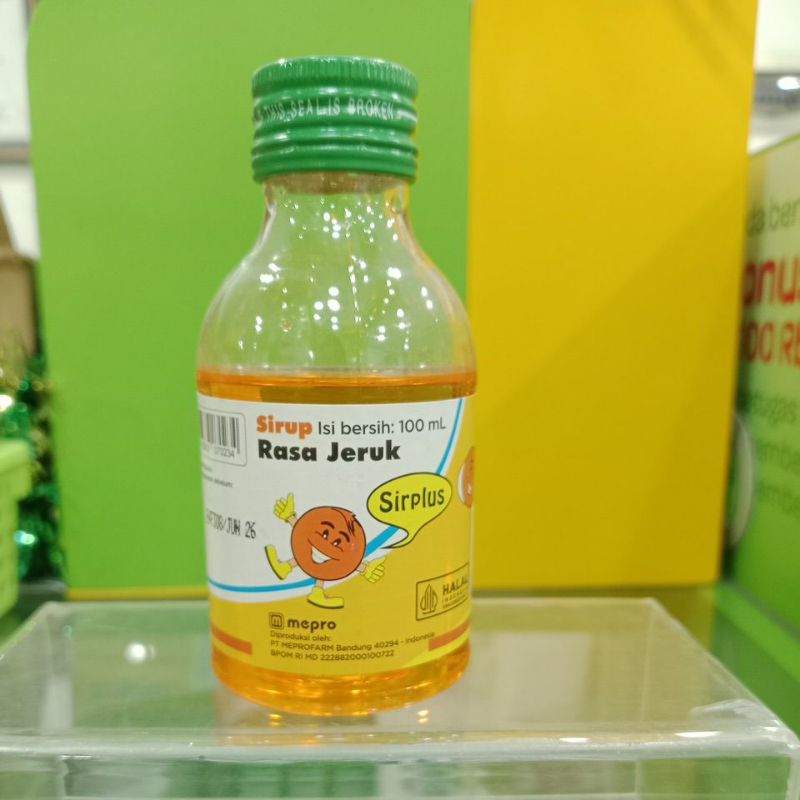 THIS SEAL IS BROKEN
Sirup Isi bersih: 100 mL
Rasa Jeruk
Sirplus
JUN 26
HALAL
INDONESIA
mepro
Diproduksi oleh:
PT MEPROFARM Bandung 40294 - Indonesia
BPOM RI MD 222882000100722